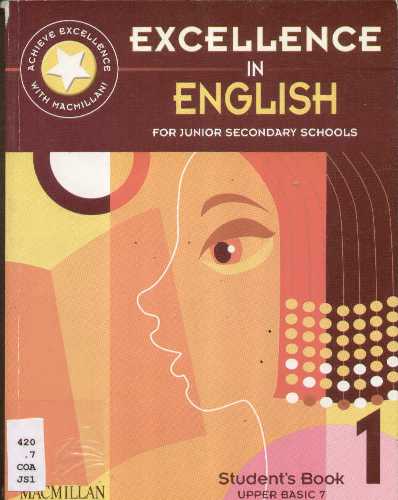 ACHIEVE EXCELLENCE
WITH MACMILLAN!
EXCELLENCE
IN
ENGLISH
FOR JUNIOR SECONDARY SCHOOLS
420
.7
COA
JS1
MACMILLAN
1
Student's Book
UPPER BASIC 7